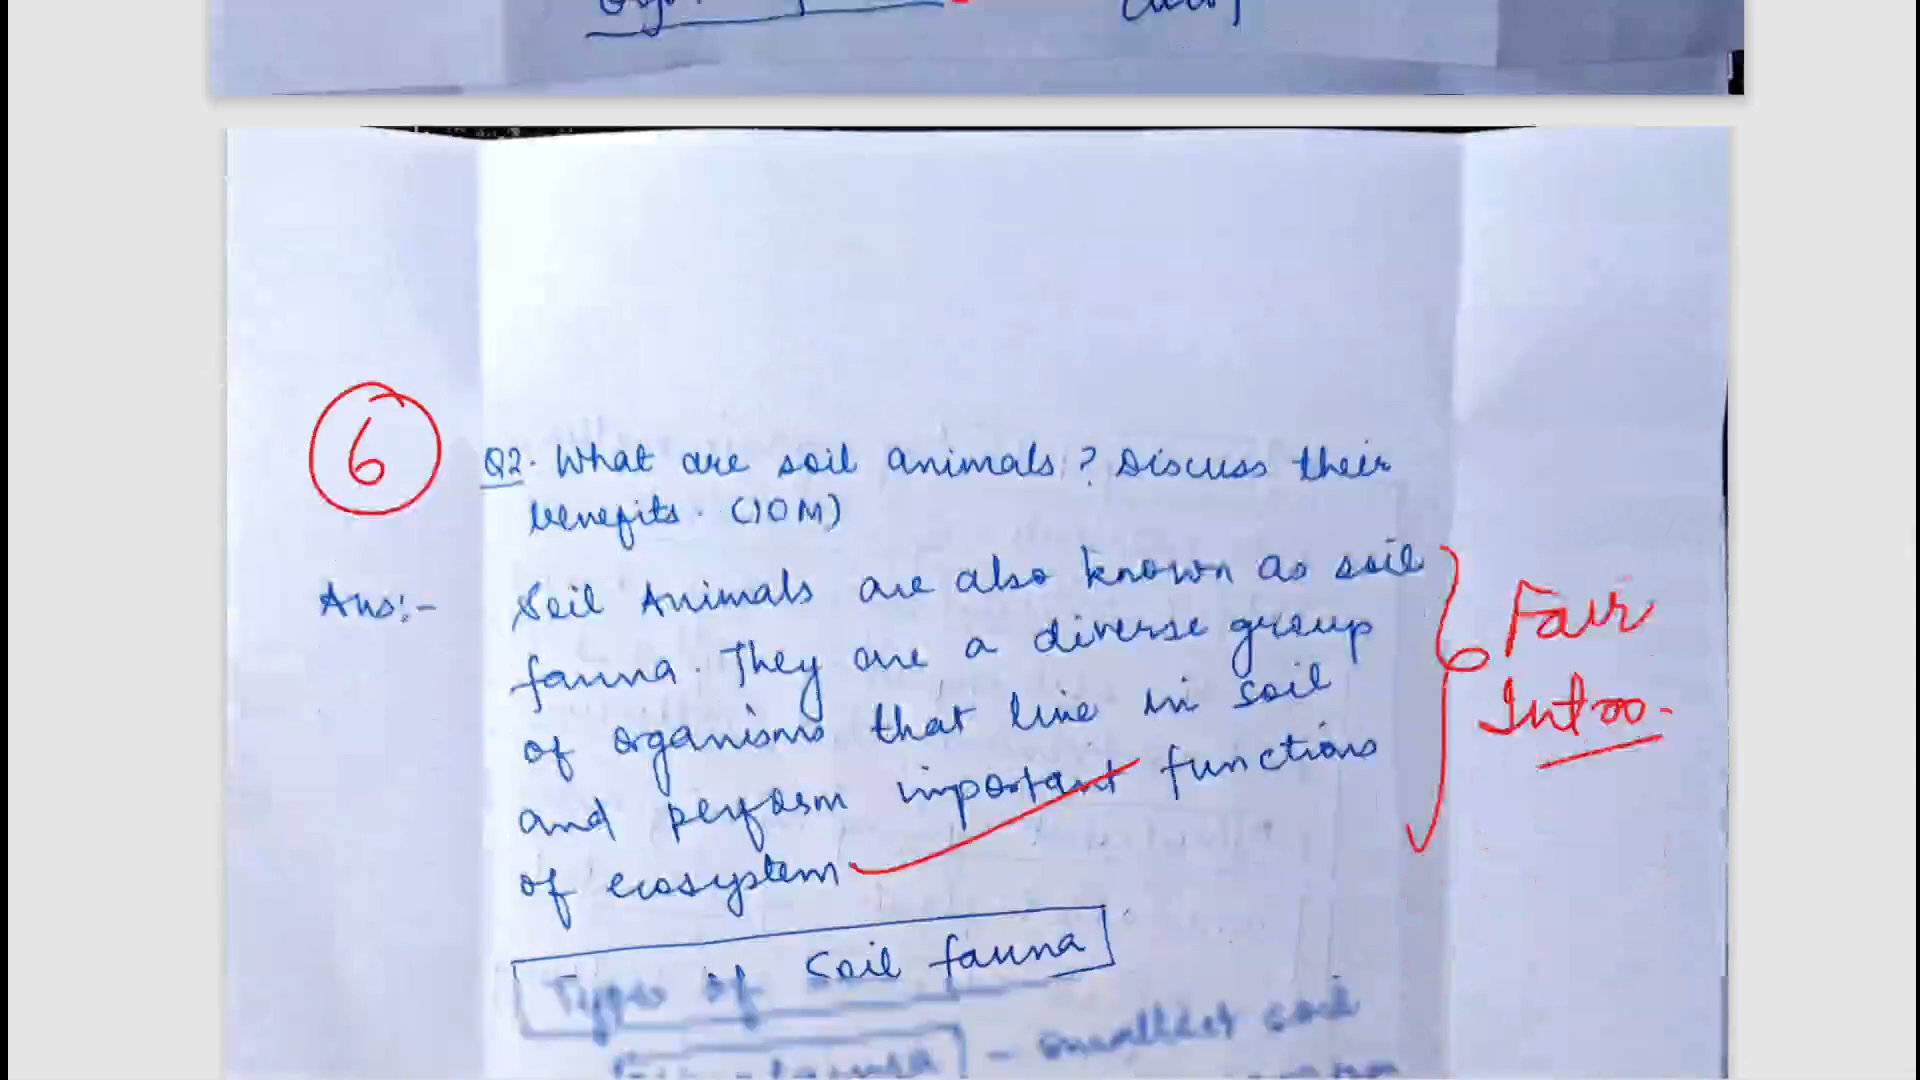 6
Q2. What are soil animals? Discuss their
benefits. (10M)
Ans:- Soil Animals are also known as soil
fauna. They are a diverse group
of organisms that live in soil
and perform important functions
of ecosystem
Fair
Intro.
Types of Soil fauna
- smallest soil